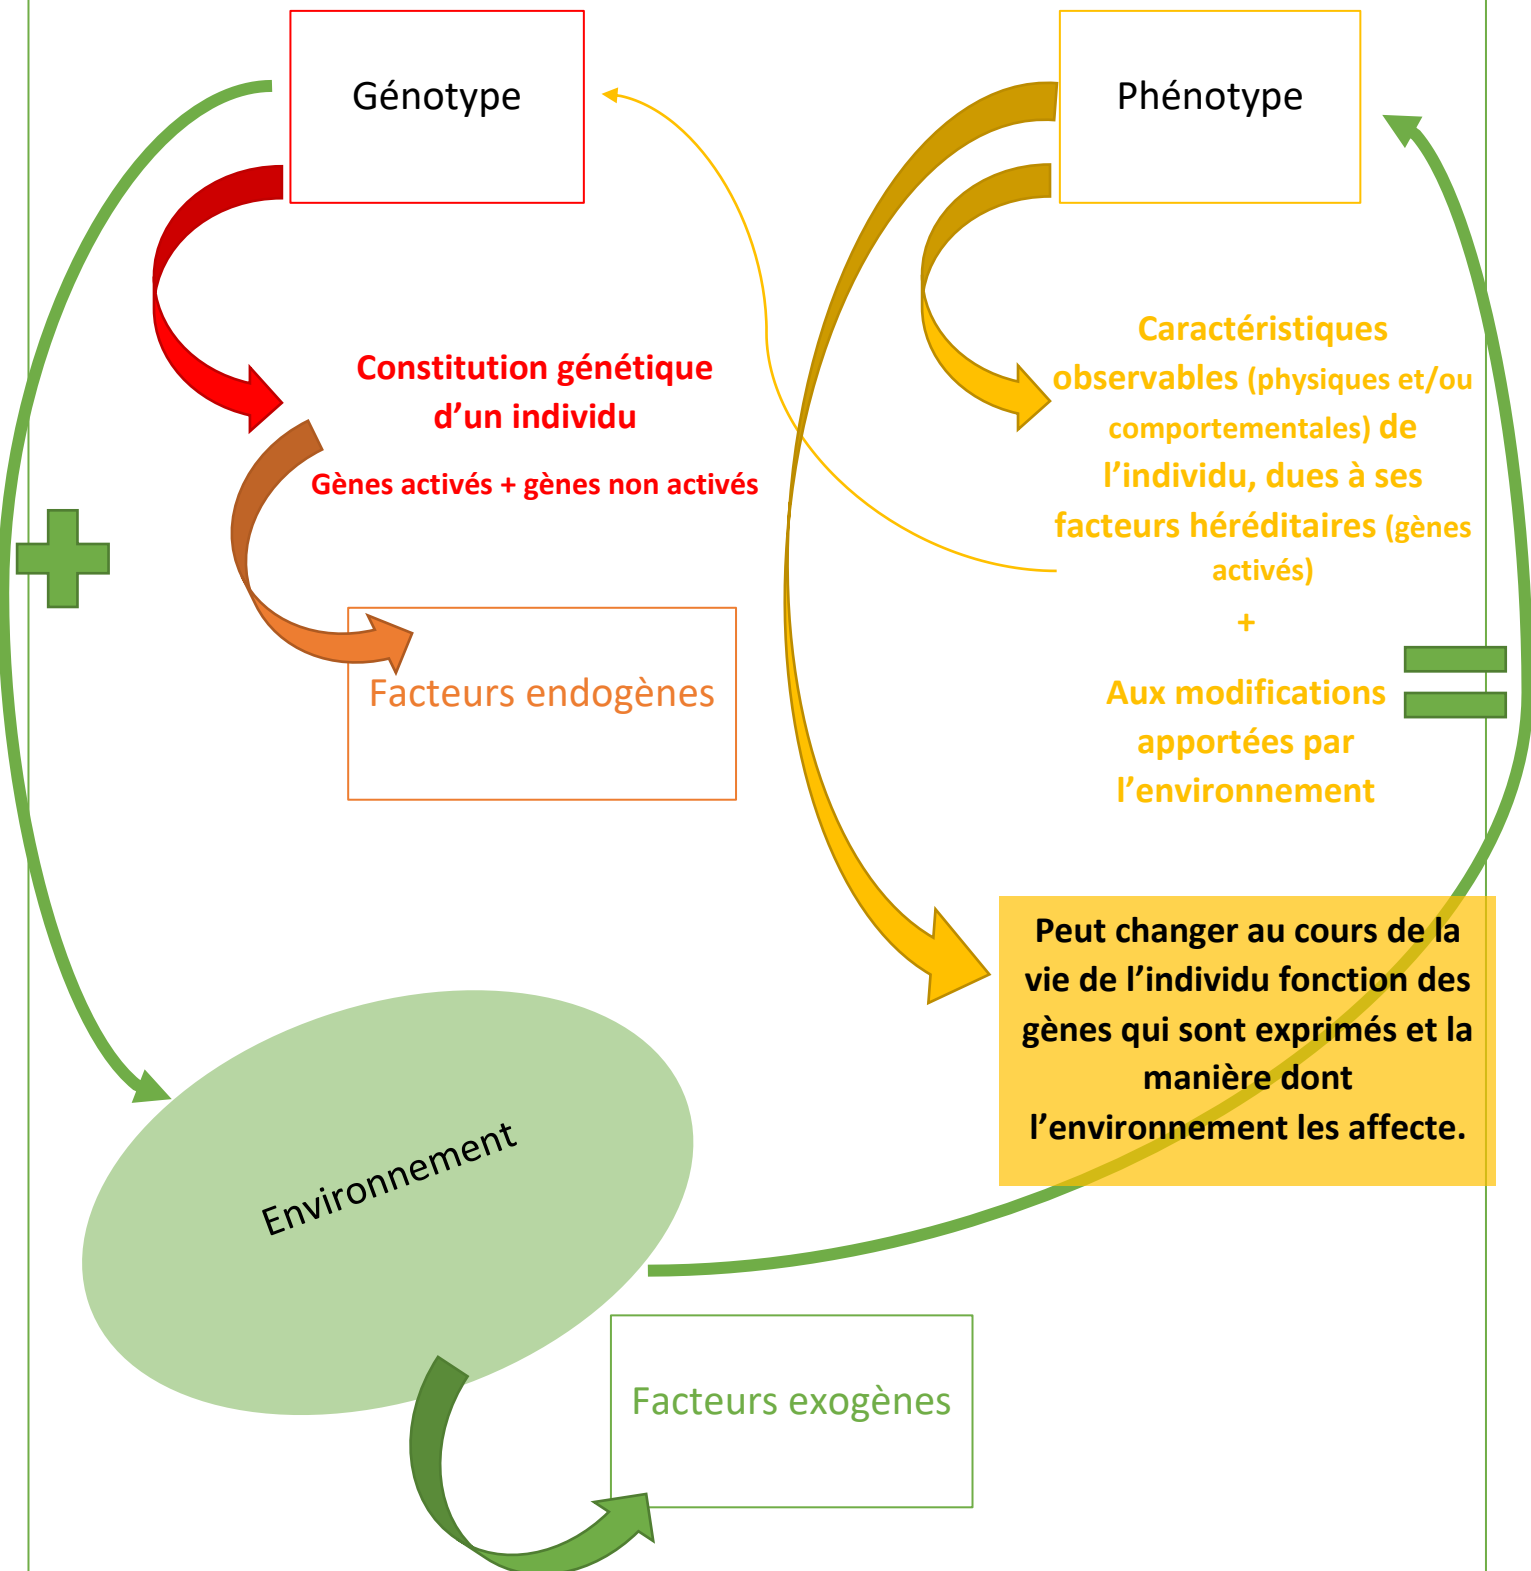 Génotype
Phénotype
Constitution génétique
d’un individu
Gènes activés + gènes non activés
Facteurs endogènes
Caractéristiques
observables (physiques et/ou
comportementales) de
l’individu, dues à ses
facteurs héréditaires (gènes
activés)
+
Aux modifications
apportées par
l’environnement
Peut changer au cours de la
vie de l’individu fonction des
gènes qui sont exprimés et la
manière dont
l’environnement les affecte.
Environnement
Facteurs exogènes